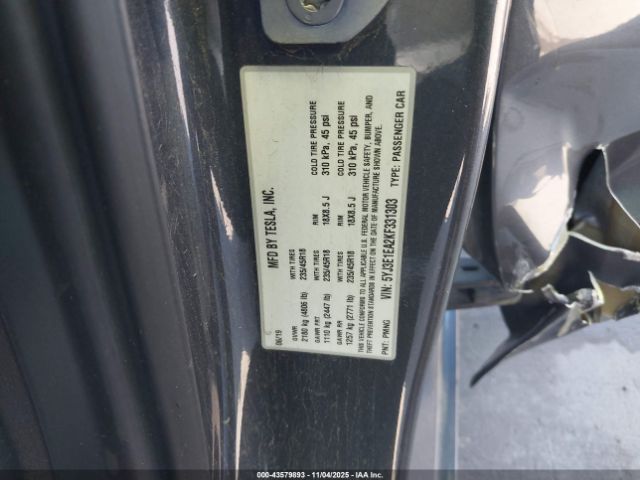 MFD BY TESLA, INC.
06/19
GVWR WITH TIRES RIM COLD TIRE PRESSURE
2180 kg (4806 lb) 235/45R18 18X8.5 J 310 kPa, 45 psi
GAWR FRT WITH TIRES RIM COLD TIRE PRESSURE
1110 kg (2447 lb) 235/45R18 18X8.5 J 310 kPa, 45 psi
GAWR RR WITH TIRES
1257 kg (2771 lb) 235/45R18
THIS VEHICLE CONFORMS TO ALL APPLICABLE U.S. FEDERAL MOTOR VEHICLE SAFETY, BUMPER, AND
THEFT PREVENTION STANDARDS IN EFFECT ON THE DATE OF MANUFACTURE SHOWN ABOVE.
VIN: 5YJ3E1EA2KF331303 TYPE: PASSENGER CAR
PNT: PMNG
000-43579893 - 11/04/2025 - IAAI.COM